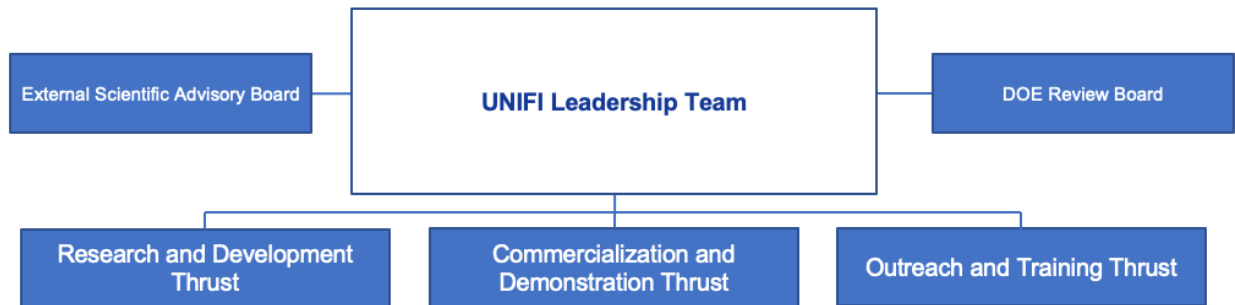 External Scientific Advisory Board
UNIFI Leadership Team
DOE Review Board
Research and Development
Thrust
Commercialization and
Demonstration Thrust
Outreach and Training Thrust